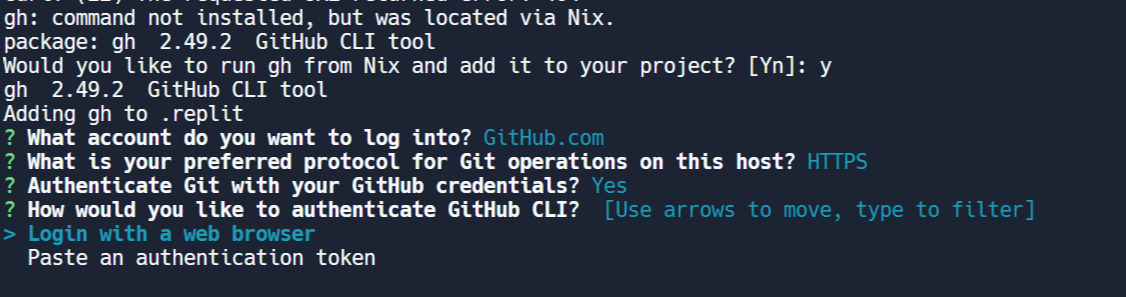 gh: command not installed, but was located via Nix.
package: gh  2.49.2  GitHub CLI tool
Would you like to run gh from Nix and add it to your project? [Yn]: y
gh  2.49.2  GitHub CLI tool
Adding gh to .replit
? What account do you want to log into? GitHub.com
? What is your preferred protocol for Git operations on this host? HTTPS
? Authenticate Git with your GitHub credentials? Yes
? How would you like to authenticate GitHub CLI?  [Use arrows to move, type to filter]
> Login with a web browser
  Paste an authentication token